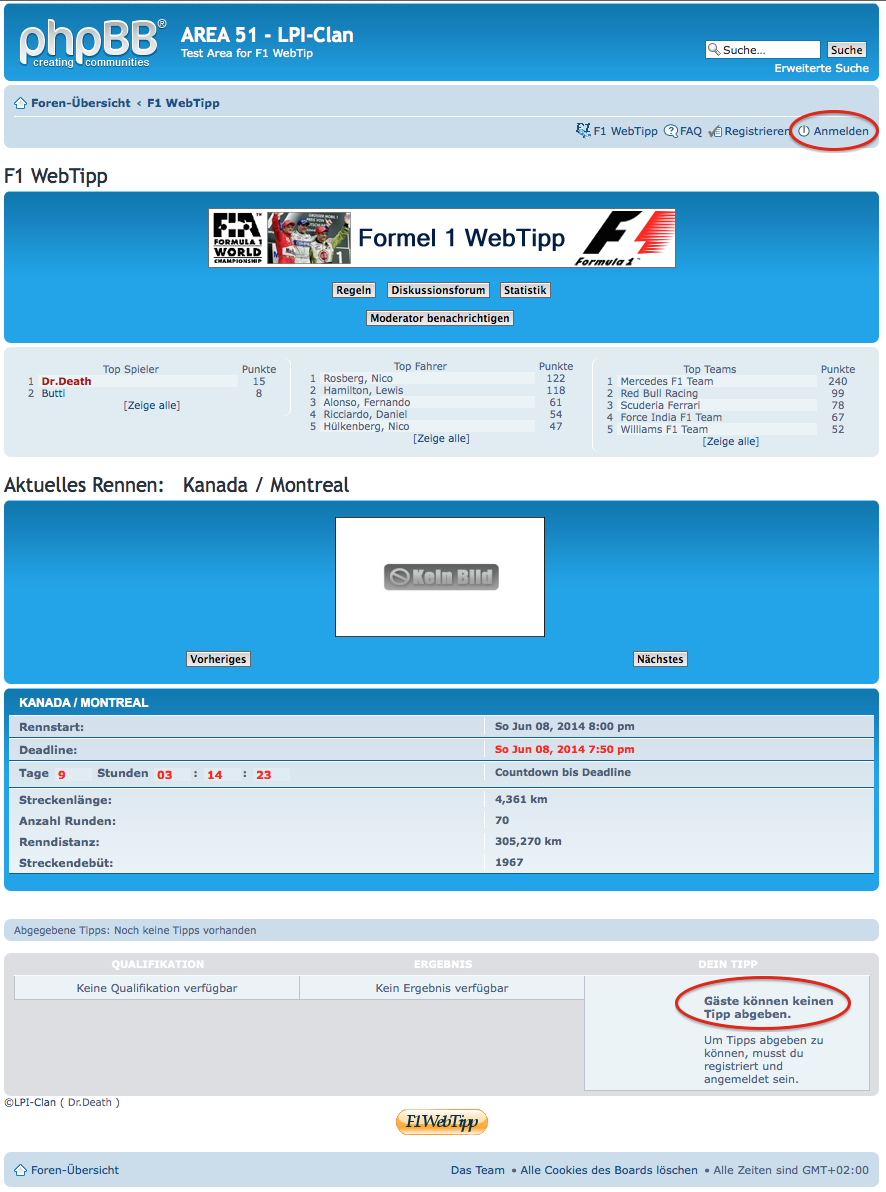 phpBB®
creating communities
AREA 51 - LPI-Clan
Test Area for F1 WebTip
Suche...
Suche
Erweiterte Suche
Foren-Übersicht ‹ F1 WebTipp
F1 WebTipp FAQ Registrieren Anmelden
F1 WebTipp
FIA™
FORMULA 1
WORLD
CHAMPIONSHIP
Formel 1 WebTipp
F1
Formula 1™
Regeln Diskussionsforum Statistik
Moderator benachrichtigen
Top Spieler Punkte
1 Dr.Death 15
2 Butti 8
[Zeige alle]
Top Fahrer Punkte
1 Rosberg, Nico 122
2 Hamilton, Lewis 118
3 Alonso, Fernando 61
4 Ricciardo, Daniel 54
5 Hülkenberg, Nico 47
[Zeige alle]
Top Teams Punkte
1 Mercedes F1 Team 240
2 Red Bull Racing 99
3 Scuderia Ferrari 78
4 Force India F1 Team 67
5 Williams F1 Team 52
[Zeige alle]
Aktuelles Rennen: Kanada / Montreal
Kein Bild
Vorheriges Nächstes
KANADA / MONTREAL
Rennstart: So Jun 08, 2014 8:00 pm
Deadline: So Jun 08, 2014 7:50 pm
Tage 9 Stunden 03 : 14 : 23 Countdown bis Deadline
Streckenlänge: 4,361 km
Anzahl Runden: 70
Renndistanz: 305,270 km
Streckendebüt: 1967
Abgegebene Tipps: Noch keine Tipps vorhanden
QUALIFIKATION ERGEBNIS DEIN TIPP
Keine Qualifikation verfügbar Kein Ergebnis verfügbar
Gäste können keinen
Tipp abgeben.
Um Tipps abgeben zu
können, musst du
registriert und
angemeldet sein.
©LPI-Clan ( Dr.Death )
F1WebTipp
Foren-Übersicht Das Team • Alle Cookies des Boards löschen • Alle Zeiten sind GMT+02:00